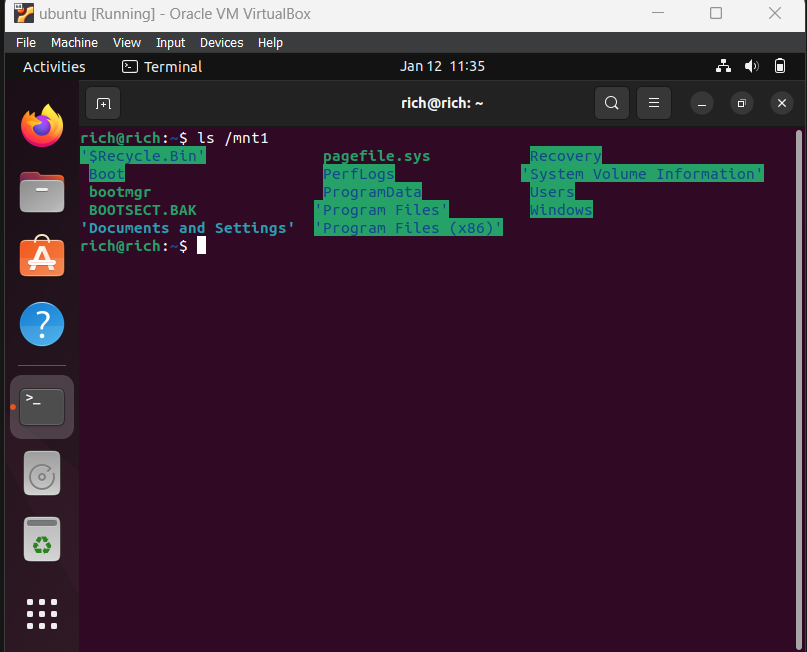 ubuntu [Running] - Oracle VM VirtualBox
File Machine View Input Devices Help
Activities Terminal Jan 12 11:35
rich@rich: ~
rich@rich:~$ ls /mnt1
'$Recycle.Bin' pagefile.sys Recovery
Boot PerfLogs 'System Volume Information'
bootmgr ProgramData Users
BOOTSECT.BAK 'Program Files' Windows
'Documents and Settings' 'Program Files (x86)'
rich@rich:~$